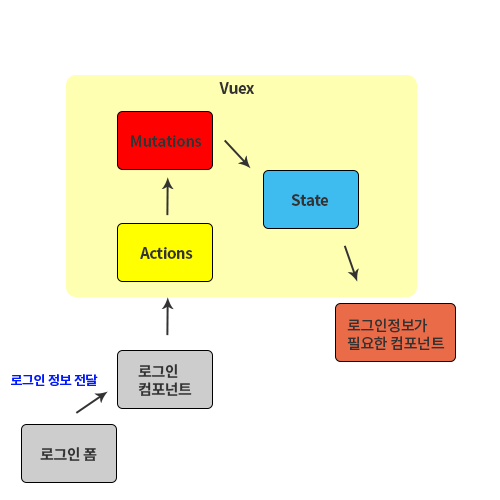 Vuex
Mutations
State
Actions
로그인정보가
필요한 컴포넌트
로그인
컴포넌트
로그인 정보 전달
로그인 폼